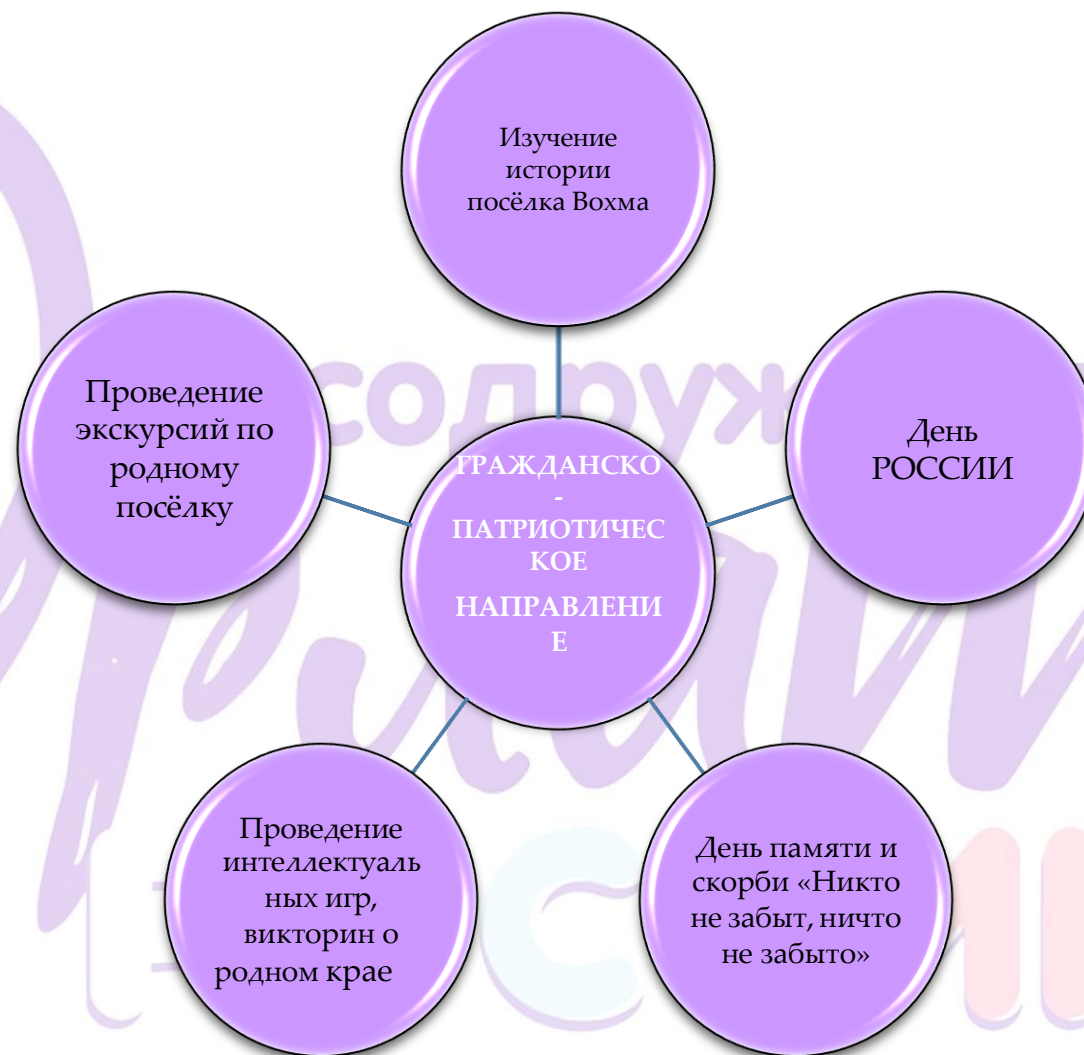 Изучение
истории
посёлка Вохма
Проведение
экскурсий по
родному
посёлку
День
РОССИИ
ГРАЖДАНСКО
-
ПАТРИОТИЧЕС
КОЕ
НАПРАВЛЕНИ
Е
Проведение
интеллектуаль
ных игр,
викторин о
родном крае
День памяти и
скорби «Никто
не забыт, ничто
не забыто»